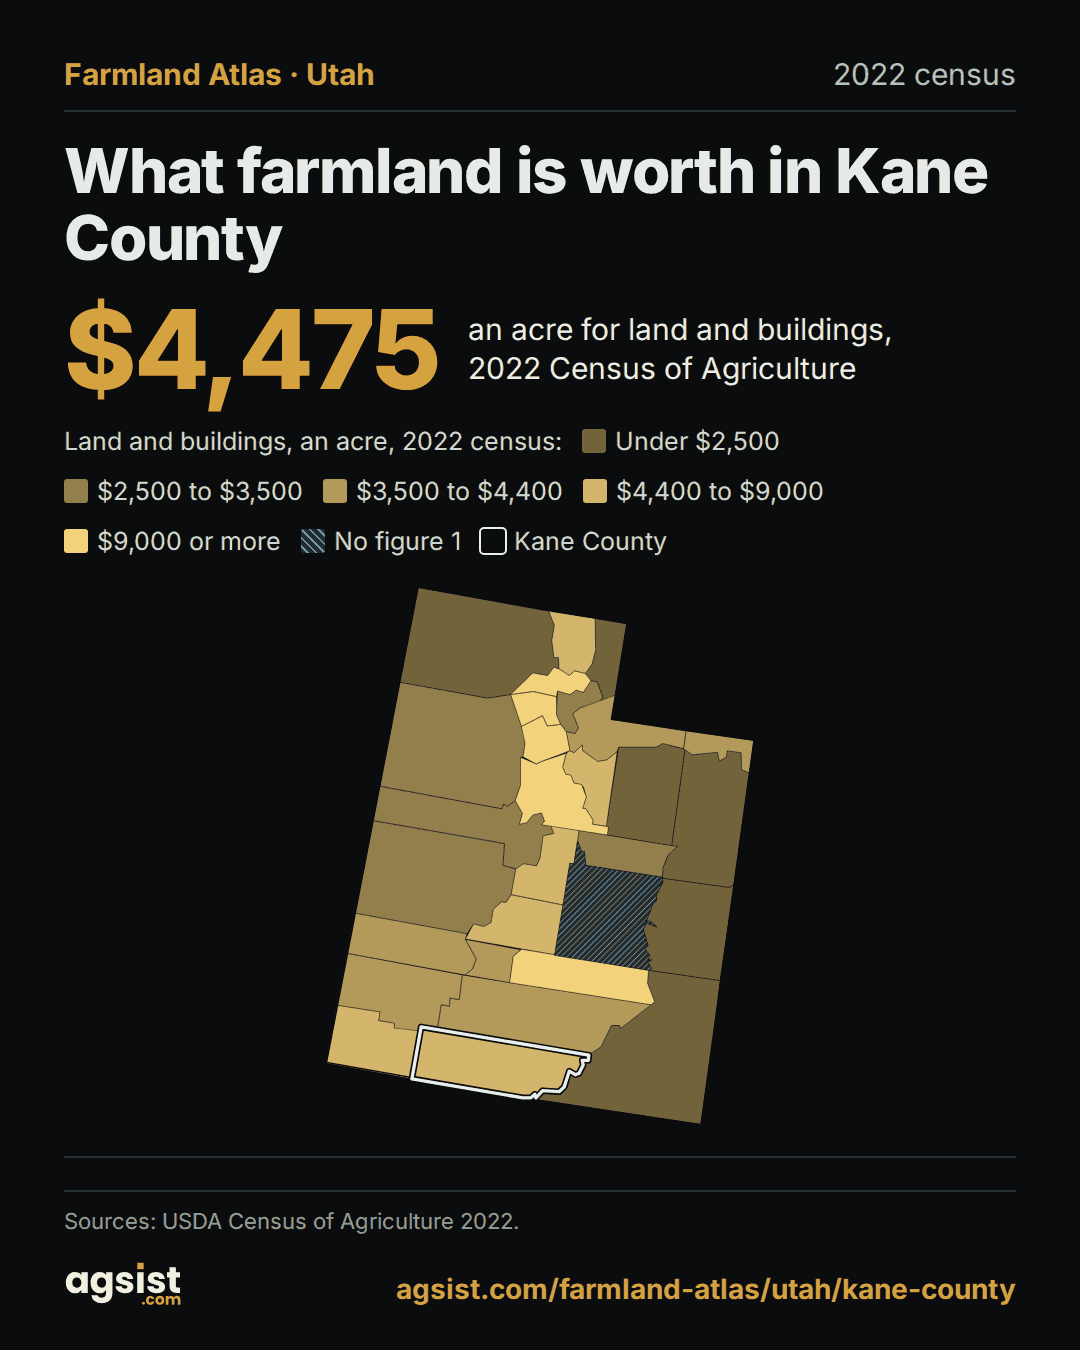 Farmland Atlas · Utah
2022 census
What farmland is worth in Kane
County
$4,475
an acre for land and buildings,
2022 Census of Agriculture
Land and buildings, an acre, 2022 census: Under $2,500
$2,500 to $3,500 $3,500 to $4,400 $4,400 to $9,000
$9,000 or more No figure 1 Kane County
Sources: USDA Census of Agriculture 2022.
agsist
.com
agsist.com/farmland-atlas/utah/kane-county